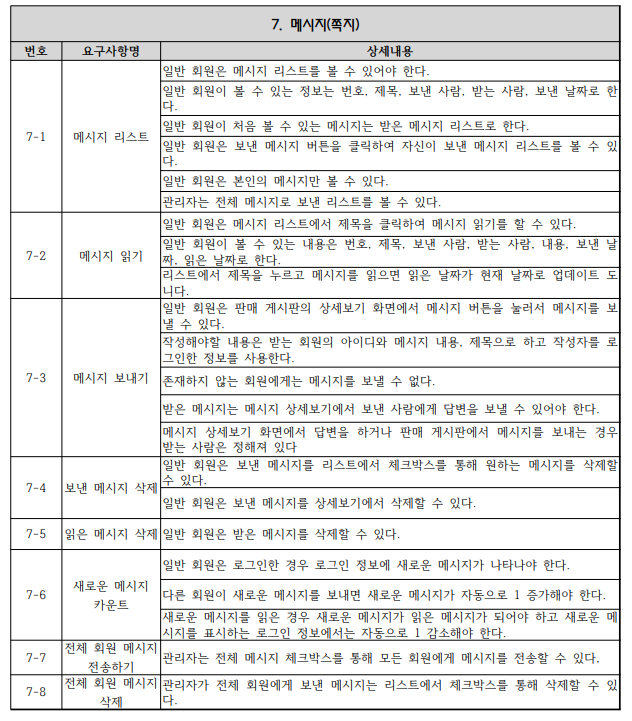 7. 메시지(쪽지)
번호 요구사항명 상세내용
7-1 메시지 리스트
일반 회원은 메시지 리스트를 볼 수 있어야 한다.
일반 회원이 볼 수 있는 정보는 번호, 제목, 보낸 사람, 받는 사람, 보낸 날짜로 한
다.
일반 회원이 처음 볼 수 있는 메시지는 받은 메시지 리스트로 한다.
일반 회원은 보낸 메시지 버튼을 클릭하여 자신이 보낸 메시지 리스트를 볼 수 있
다.
일반 회원은 본인의 메시지만 볼 수 있다.
관리자는 전체 메시지로 보낸 리스트를 볼 수 있다.
7-2 메시지 읽기
일반 회원은 메시지 리스트에서 제목을 클릭하여 메시지 읽기를 할 수 있다.
일반 회원이 볼 수 있는 내용은 번호, 제목, 보낸 사람, 받는 사람, 내용, 보낸 날
짜, 읽은 날짜로 한다.
리스트에서 제목을 누르고 메시지를 읽으면 읽은 날짜가 현재 날짜로 업데이트 도
니다.
7-3 메시지 보내기
일반 회원은 판매 게시판의 상세보기 화면에서 메시지 버튼을 눌러서 메시지를 보
낼 수 있다.
작성해야할 내용은 받는 회원의 아이디와 메시지 내용, 제목으로 하고 작성자를 로
그인한 정보를 사용한다.
존재하지 않는 회원에게는 메시지를 보낼 수 없다.
받은 메시지는 메시지 상세보기에서 보낸 사람에게 답변을 보낼 수 있어야 한다.
메시지 상세보기 화면에서 답변을 하거나 판매 게시판에서 메시지를 보내는 경우
받는 사람은 정해져 있다
7-4 보낸 메시지 삭제
일반 회원은 보낸 메시지를 리스트에서 체크박스를 통해 원하는 메시지를 삭제할
수 있다.
일반 회원은 보낸 메시지를 상세보기에서 삭제할 수 있다.
7-5 읽은 메시지 삭제 일반 회원은 받은 메시지를 삭제할 수 있다.
7-6 새로운 메시지
카운트
일반 회원은 로그인한 경우 로그인 정보에 새로운 메시지가 나타나야 한다.
다른 회원이 새로운 메시지를 보내면 새로운 메시지가 자동으로 1 증가해야 한다.
새로운 메시지를 읽은 경우 새로운 메시지가 읽은 메시지가 되어야 하고 새로운 메
시지를 표시하는 로그인 정보에서는 자동으로 1 감소해야 한다.
7-7 전체 회원 메시지
전송하기
관리자는 전체 메시지 체크박스를 통해 모든 회원에게 메시지를 전송할 수 있다,
7-8 전체 회원 메시지
삭제
관리자가 전체 회원에게 보낸 메시지는 리스트에서 체크박스를 통해 삭제할 수 있
다.